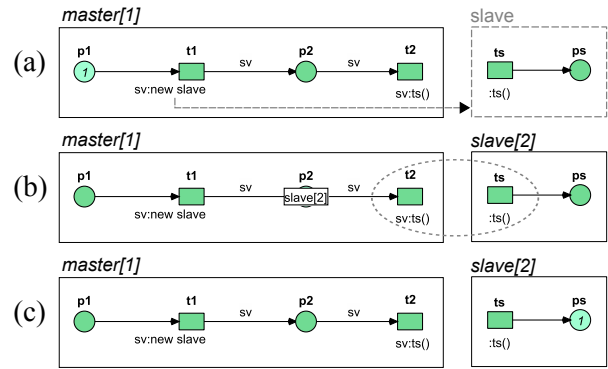 master[1]
slave
(a)
p1
t1
sv
p2
sv
t2
ts
ps
1
sv:new slave
sv:ts()
:ts()
master[1]
slave[2]
(b)
p1
t1
sv
p2
sv
t2
ts
ps
slave[2]
sv:new slave
sv:ts()
:ts()
master[1]
slave[2]
(c)
p1
t1
sv
p2
sv
t2
ts
ps
1
sv:new slave
sv:ts()
:ts()